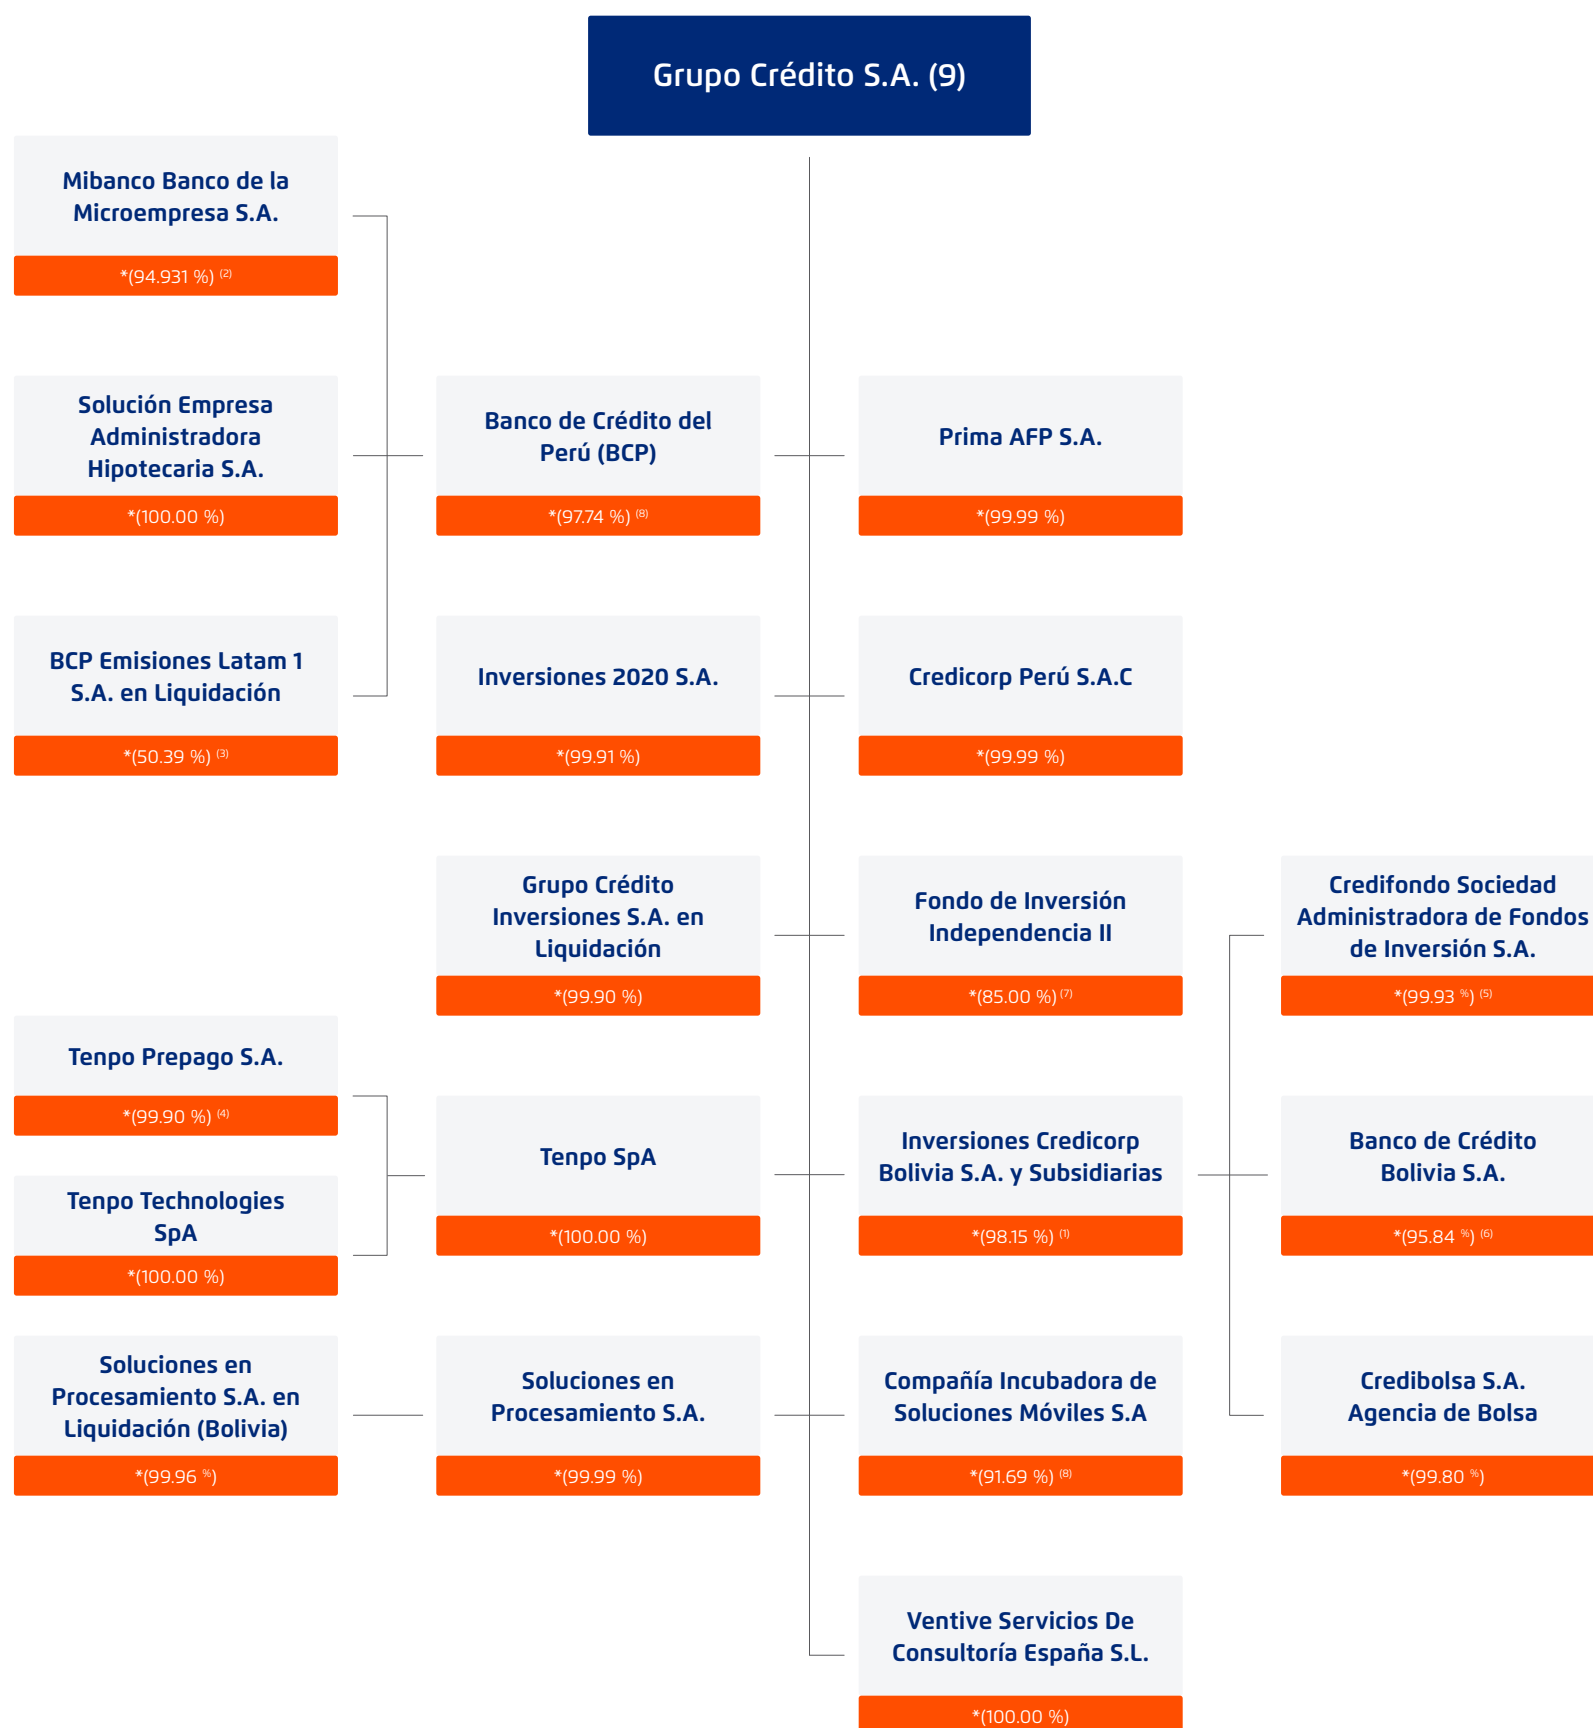 Grupo Crédito S.A. (9)
Mibanco Banco de la
Microempresa S.A.
*(94.931 %) (2)
Solución Empresa
Administradora
Hipotecaria S.A.
*(100.00 %)
Banco de Crédito del
Perú (BCP)
*(97.74 %) (8)
Prima AFP S.A.
*(99.99 %)
BCP Emisiones Latam 1
S.A. en Liquidación
*(50.39 %) (3)
Inversiones 2020 S.A.
*(99.91 %)
Credicorp Perú S.A.C
*(99.99 %)
Grupo Crédito
Inversiones S.A. en
Liquidación
*(99.90 %)
Fondo de Inversión
Independencia II
*(85.00 %) (7)
Credifondo Sociedad
Administradora de Fondos
de Inversión S.A.
*(99.93 %) (5)
Tenpo Prepago S.A.
*(99.90 %) (4)
Tenpo Technologies
SpA
*(100.00 %)
Tenpo SpA
*(100.00 %)
Inversiones Credicorp
Bolivia S.A. y Subsidiarias
*(98.15 %) (1)
Banco de Crédito
Bolivia S.A.
*(95.84 %) (6)
Soluciones en
Procesamiento S.A. en
Liquidación (Bolivia)
*(99.96 %)
Soluciones en
Procesamiento S.A.
*(99.99 %)
Compañía Incubadora de
Soluciones Móviles S.A
*(91.69 %) (8)
Credibolsa S.A.
Agencia de Bolsa
*(99.80 %)
Ventive Servicios De
Consultoría España S.L.
*(100.00 %)